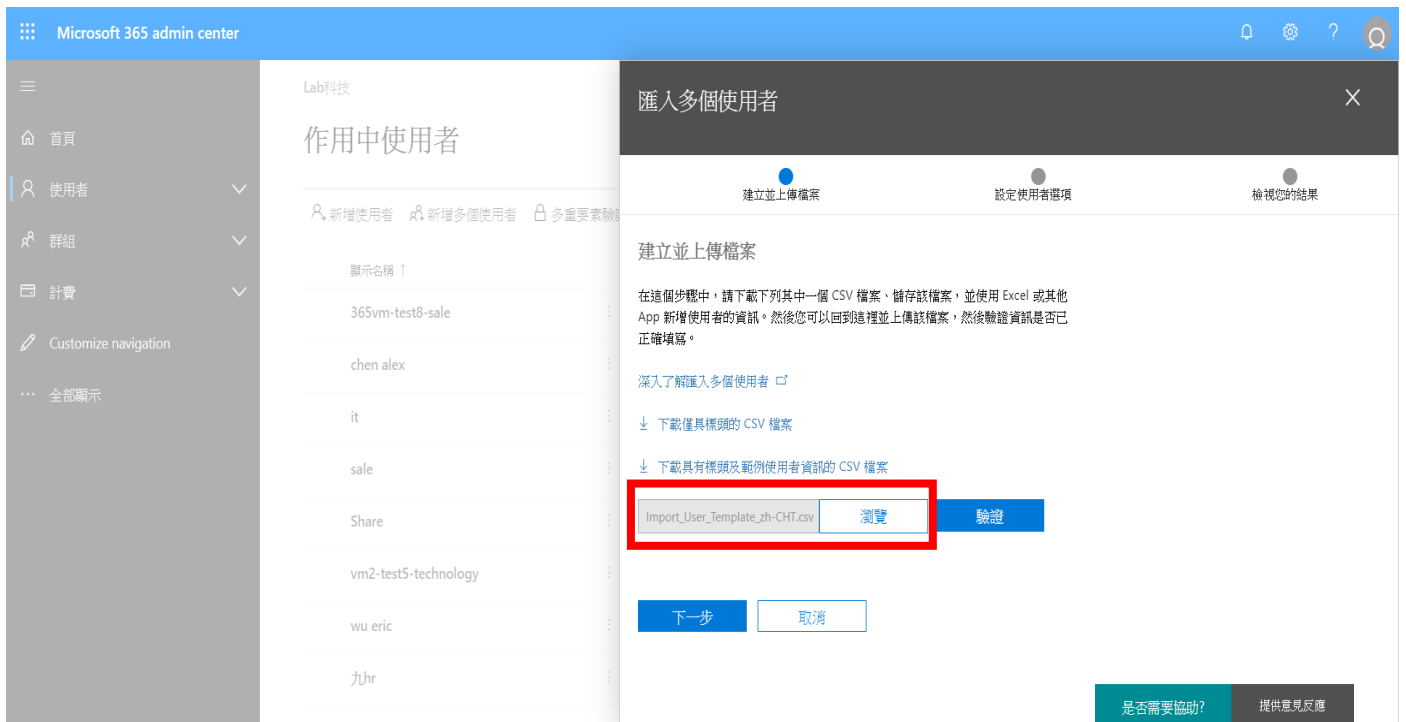 Microsoft 365 admin center
首頁
使用者
群組
計費
Customize navigation
全部顯示
Lab科技
作用中使用者
新增使用者 新增多個使用者 多重要素驗
顯示名稱 ↑
365vm-test8-sale
chen alex
it
sale
Share
vm2-test5-technology
wu eric
九hr
匯入多個使用者
建立並上傳檔案
設定使用者選項
檢視您的結果
建立並上傳檔案
在這個步驟中，請下載下列其中一個 CSV 檔案、儲存該檔案，並使用 Excel 或其他
App 新增使用者的資訊。然後您可以回到這裡並上傳該檔案，然後驗證資訊是否已
正確填寫。
深入了解匯入多個使用者
下載僅具標頭的 CSV 檔案
下載具有標頭及範例使用者資訊的 CSV 檔案
Import_User_Template_zh-CHT.csv 瀏覽 驗證
下一步 取消
是否需要協助? 提供意見反應